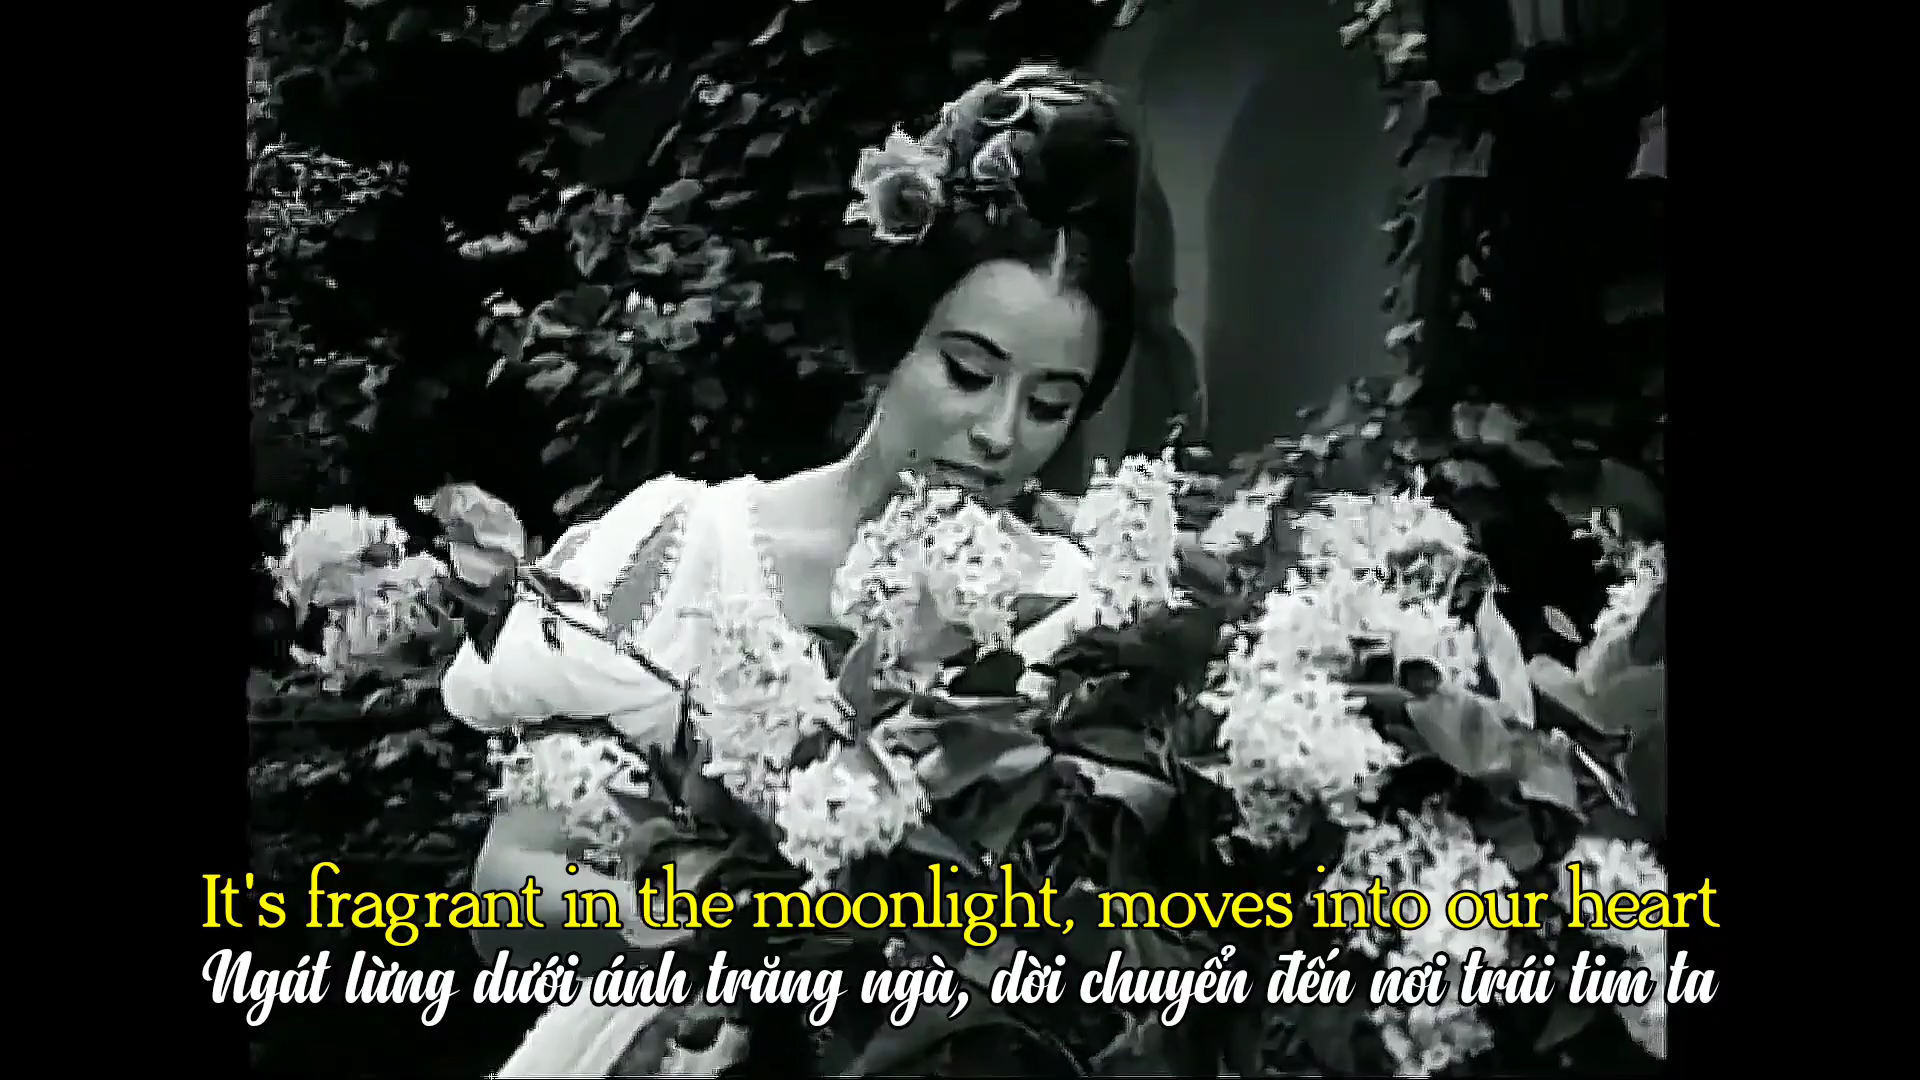 It's fragrant in the moonlight, moves into our heart
Ngát lừng dưới ánh trăng ngà, dời chuyển đến nơi trái tim ta